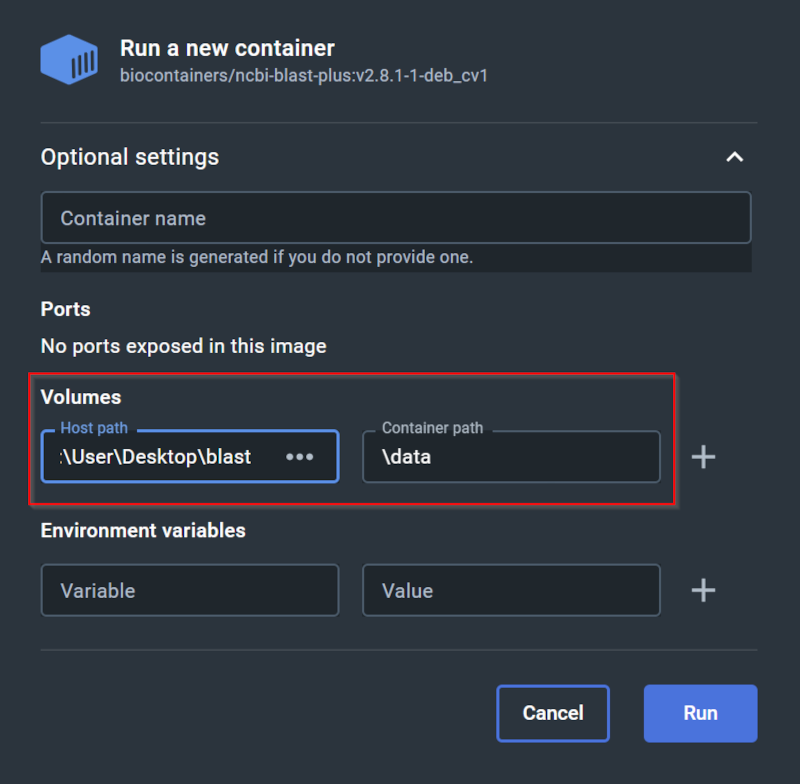 Run a new container
biocontainers/ncbi-blast-plus:v2.8.1-1-deb_cv1
Optional settings
Container name
A random name is generated if you do not provide one.
Ports
No ports exposed in this image
Volumes
Host path
:\User\Desktop\blast
Container path
\data
Environment variables
Variable
Value
Cancel
Run